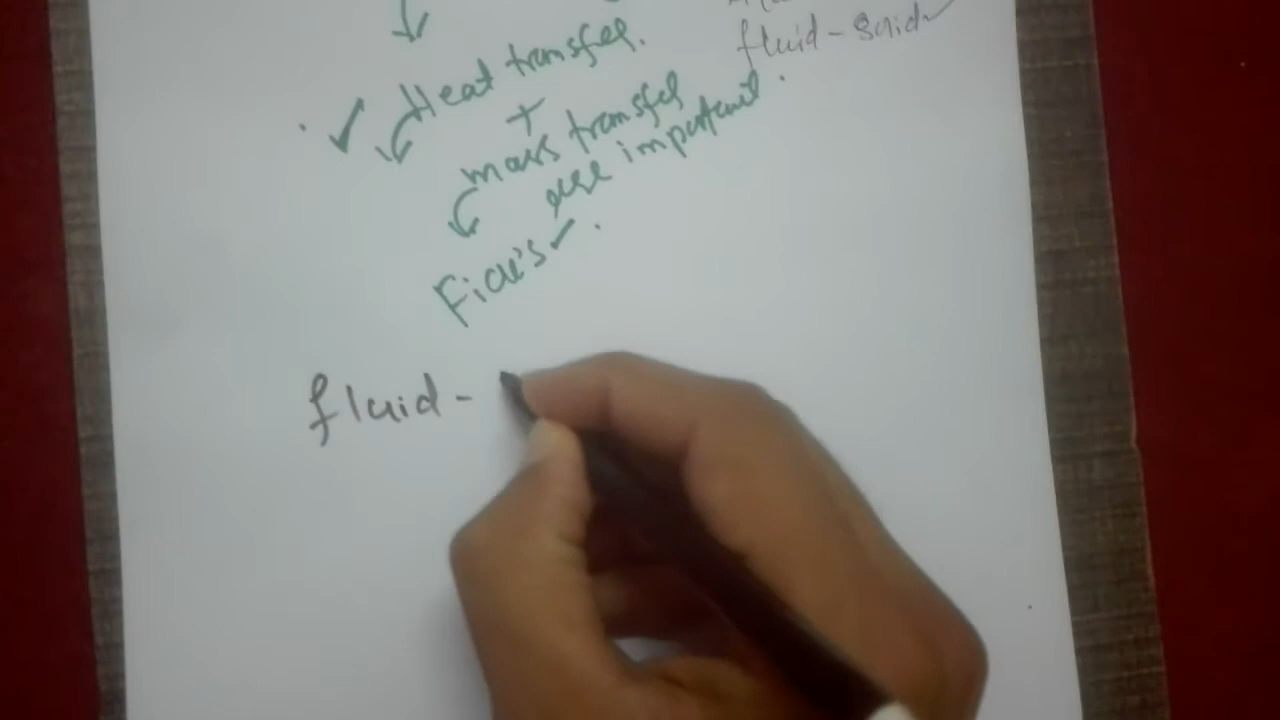 fluid - Solid
Heat transfer.
+
mass transfer
are important.
Fick's
fluid -